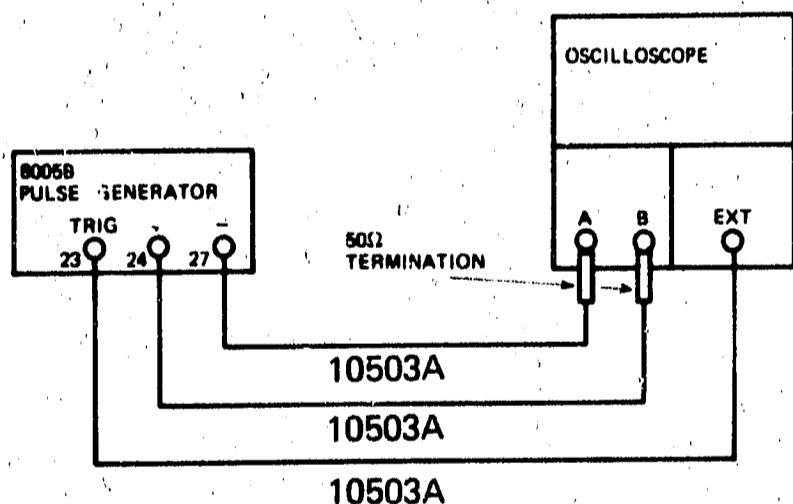 OSCILLOSCOPE
8005B
PULSE GENERATOR
TRIG
-
23
24
27
50Ω
TERMINATION
A
B
EXT
10503A
10503A
10503A